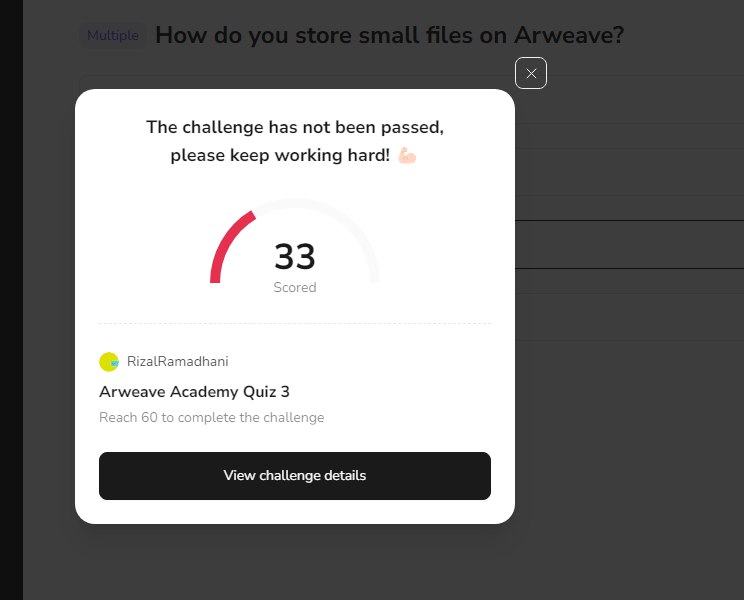 Multiple How do you store small files on Arweave?
The challenge has not been passed,
please keep working hard! 💪🏻
33
Scored
RizalRamadhani
Arweave Academy Quiz 3
Reach 60 to complete the challenge
View challenge details